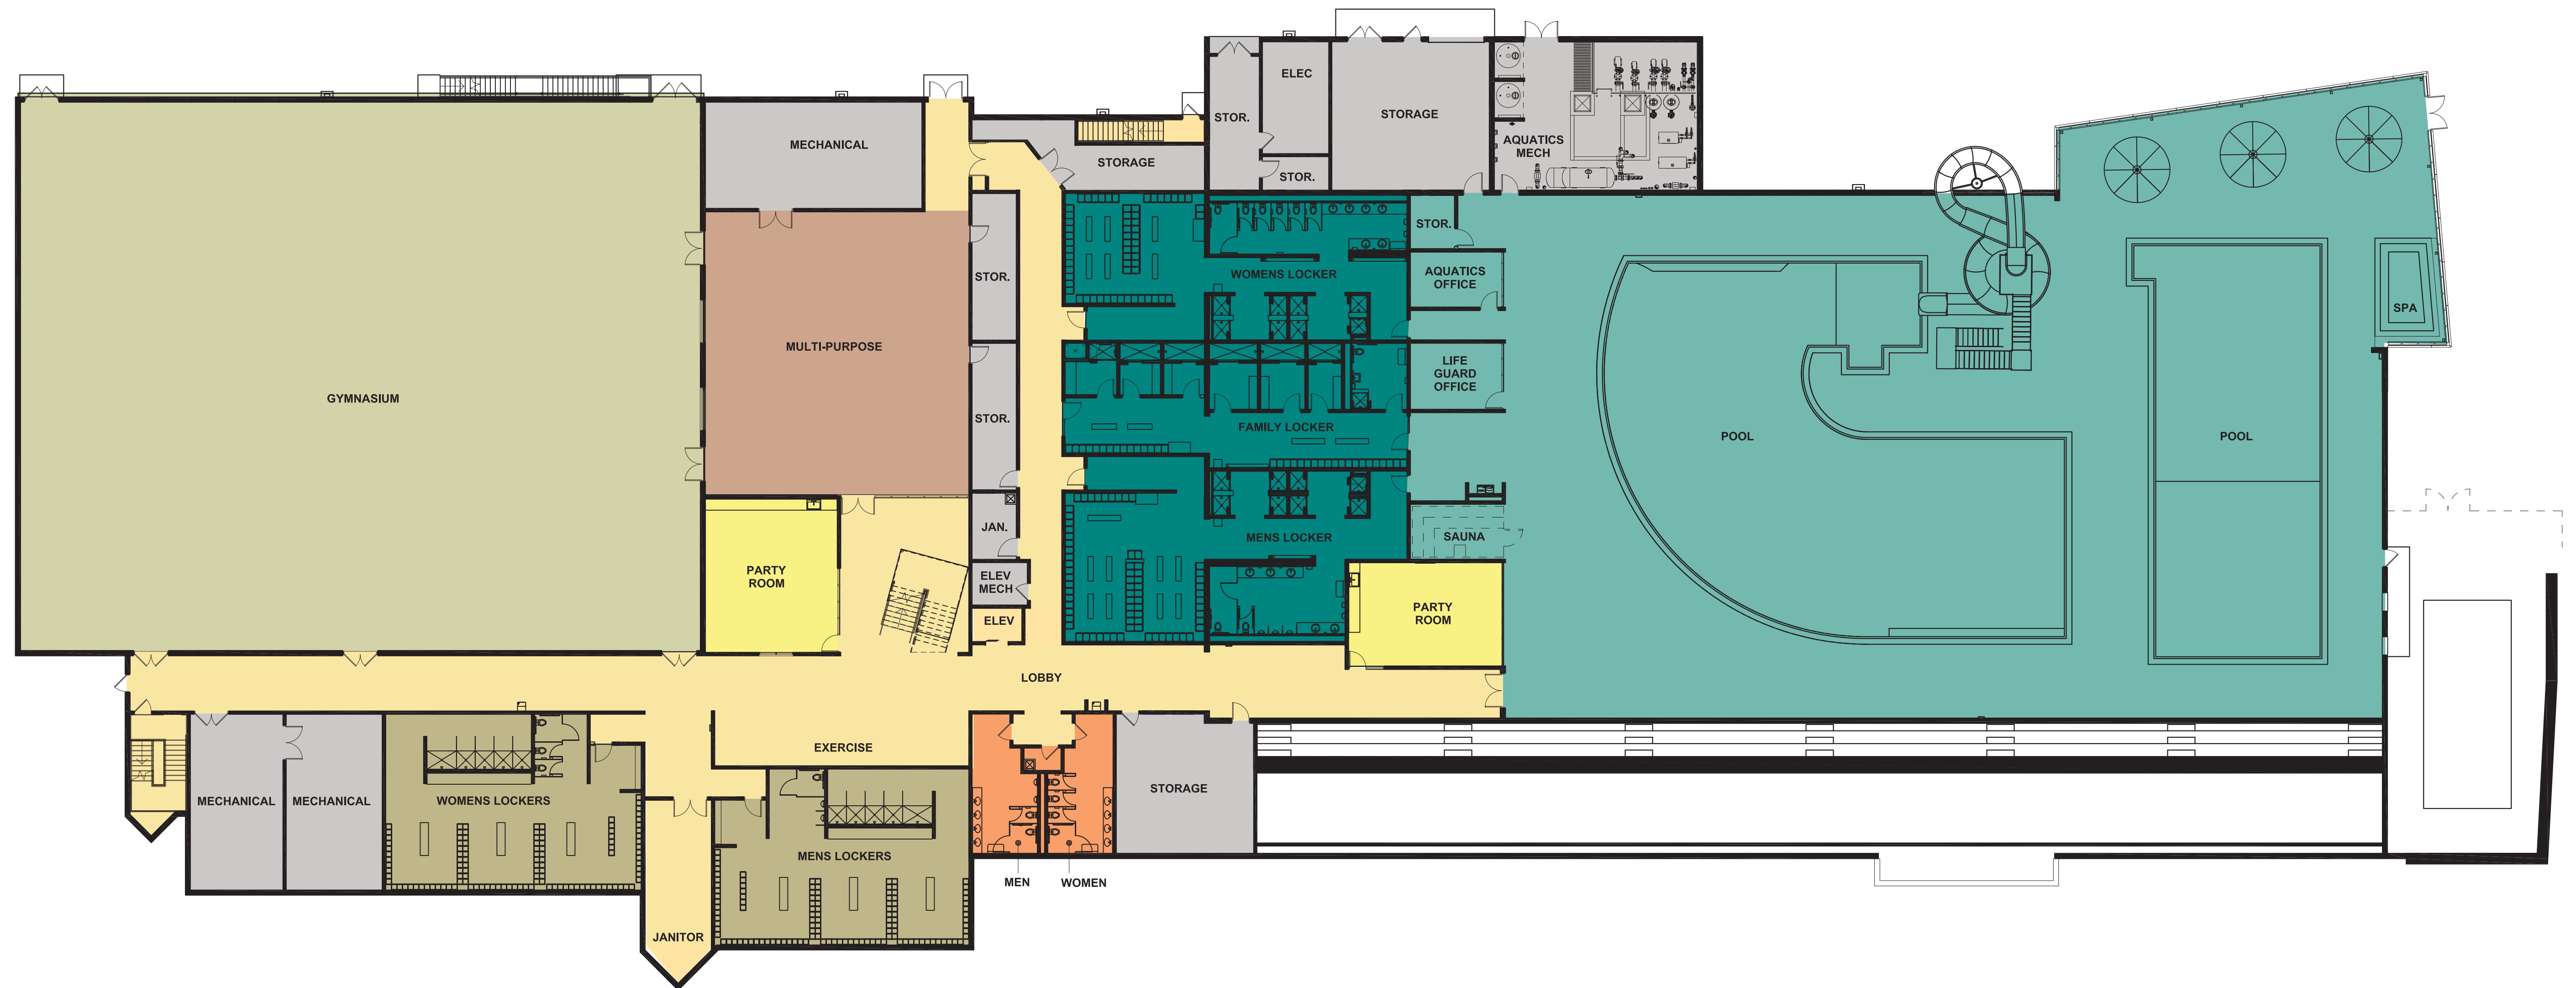 ELEC
STOR.
STORAGE
AQUATICS
MECH
MECHANICAL
STORAGE
STOR.
STOR.
AQUATICS
OFFICE
WOMENS LOCKER
STOR.
SPA
MULTI-PURPOSE
LIFE
GUARD
OFFICE
GYMNASIUM
STOR.
FAMILY LOCKER
POOL
POOL
JAN.
MENS LOCKER
SAUNA
PARTY
ROOM
ELEV
MECH
PARTY
ROOM
ELEV
LOBBY
EXERCISE
STORAGE
MECHANICAL
MECHANICAL
WOMENS LOCKERS
MENS LOCKERS
MEN
WOMEN
JANITOR